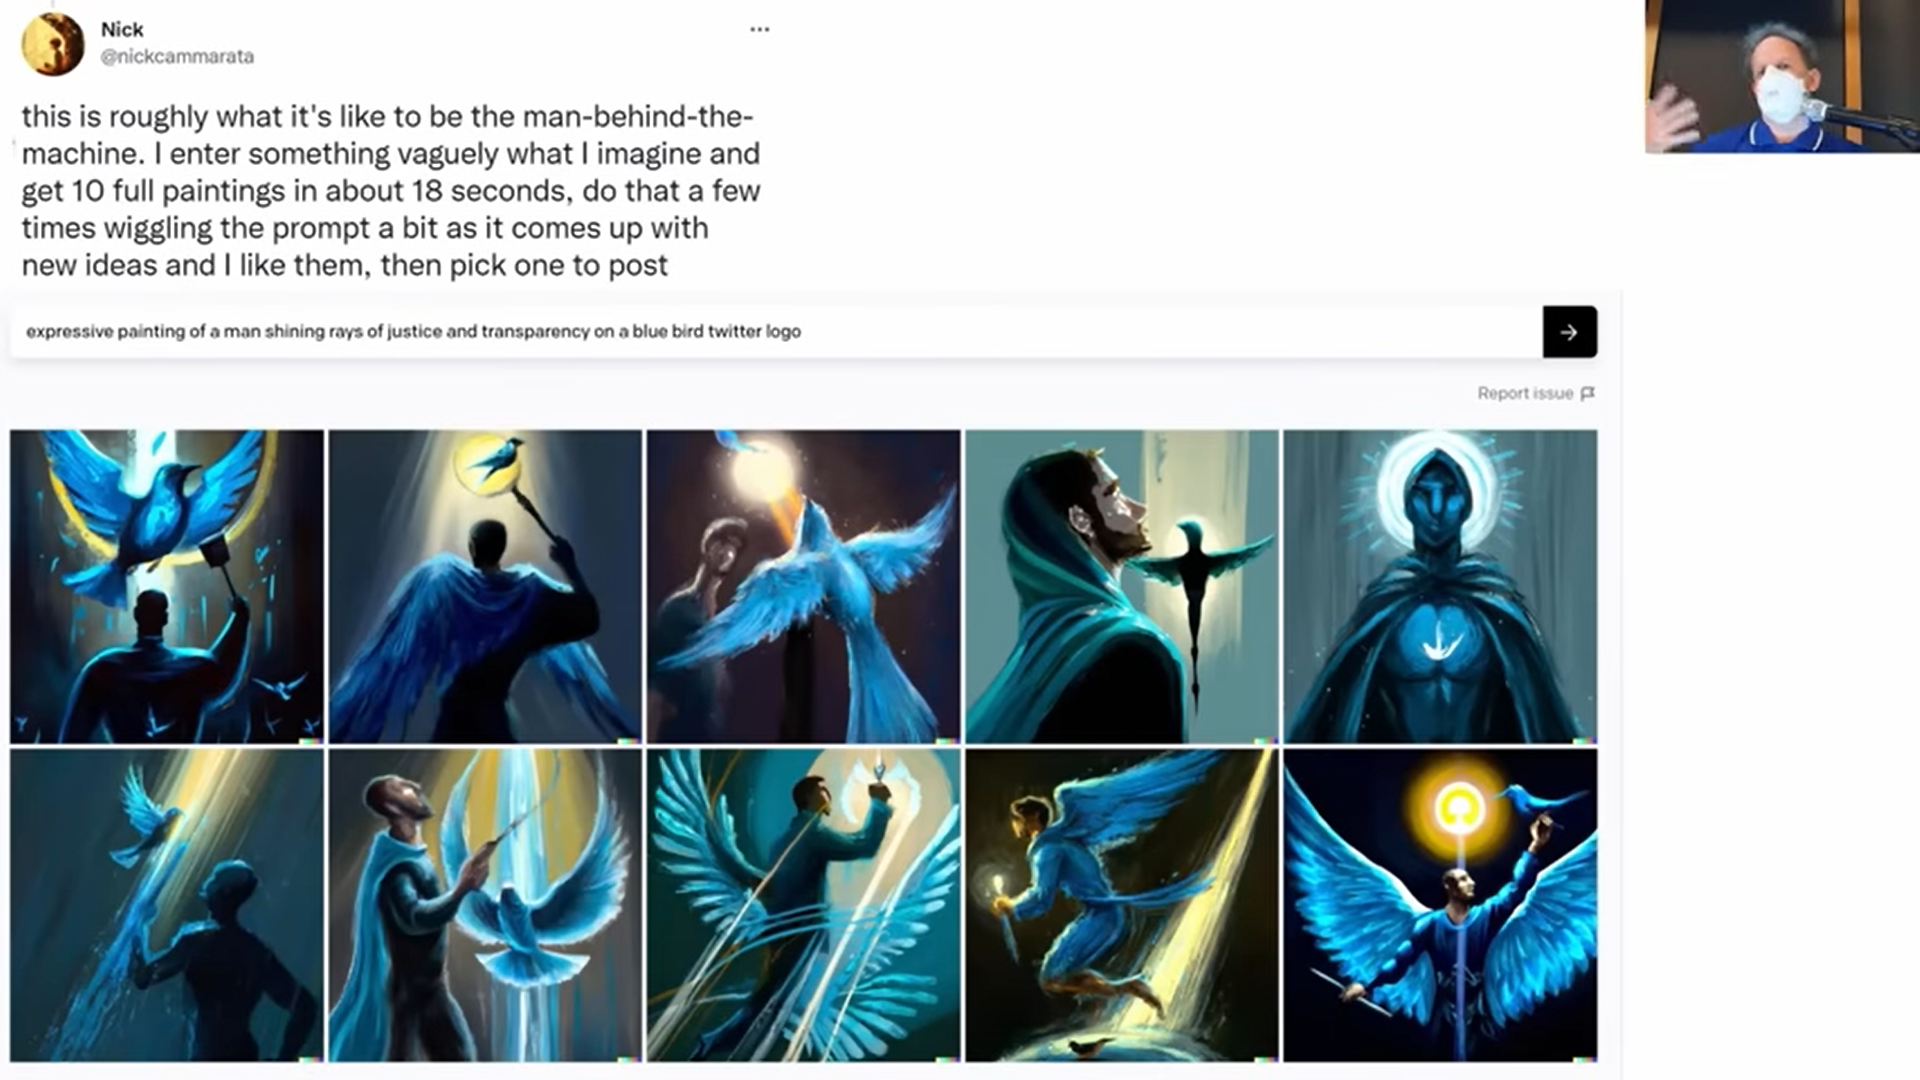 Nick
@nickcammarata
this is roughly what it's like to be the man-behind-the-
machine. I enter something vaguely what I imagine and
get 10 full paintings in about 18 seconds, do that a few
times wiggling the prompt a bit as it comes up with
new ideas and I like them, then pick one to post
expressive painting of a man shining rays of justice and transparency on a blue bird twitter logo
Report issue